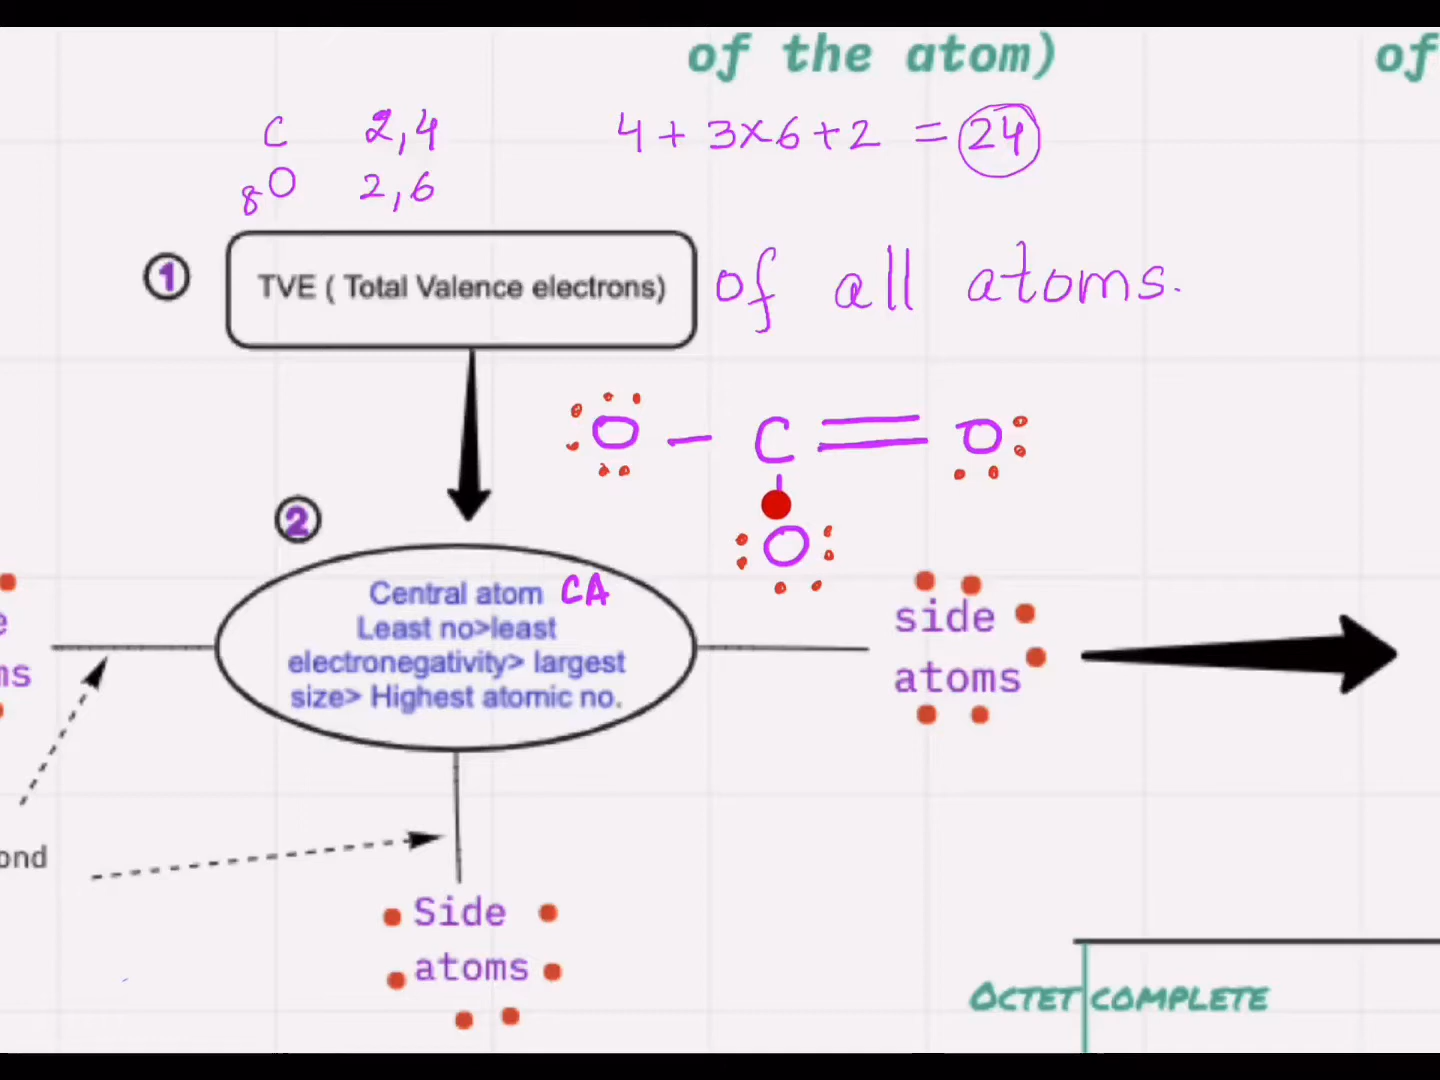 of the atom)
of
C 2,4
4 + 3×6+2 = 24
8O 2,6
1
TVE ( Total Valence electrons)
of all atoms.
O - C = O
O
2
Central atom CA
Least no>least
electronegativity> largest
size> Highest atomic no.
side
atoms
ms
ond
Side
atoms
OCTET COMPLETE